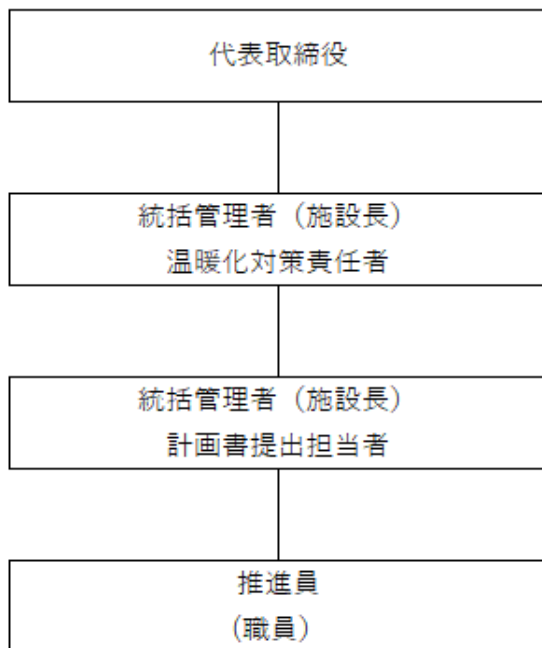 代表取締役
統括管理者（施設長）
温暖化対策責任者
統括管理者（施設長）
計画書提出担当者
推進員
(職員）